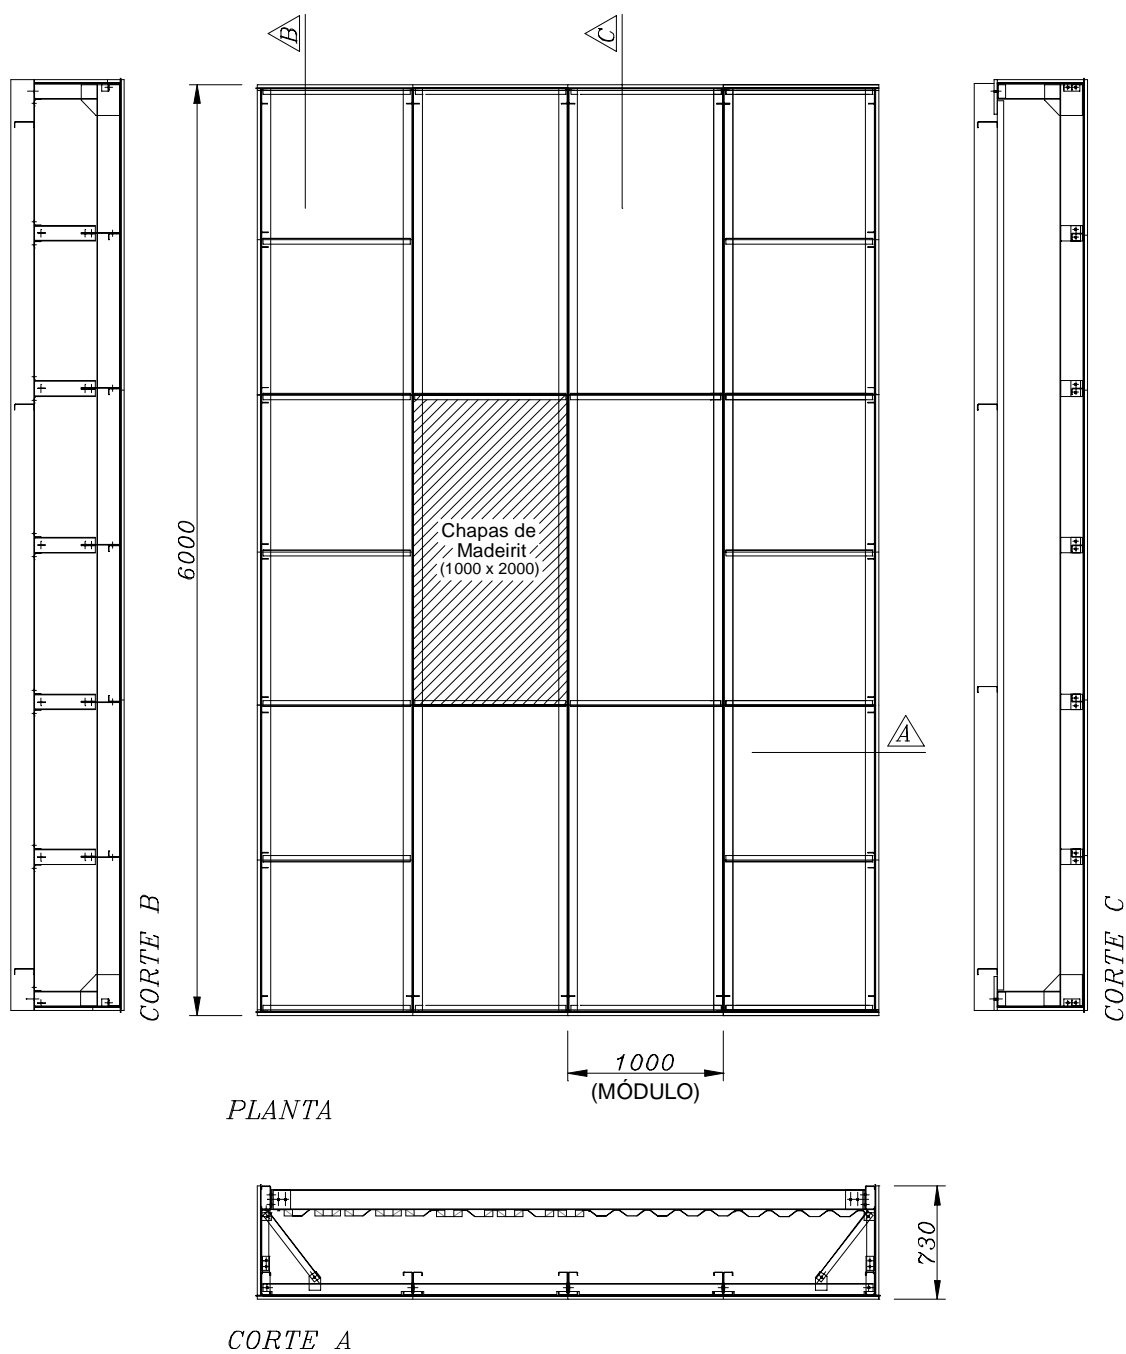 B
C
6000
Chapas de
Madeirit
(1000 x 2000)
A
CORTE B
CORTE C
1000
(MÓDULO)
PLANTA
730
CORTE A